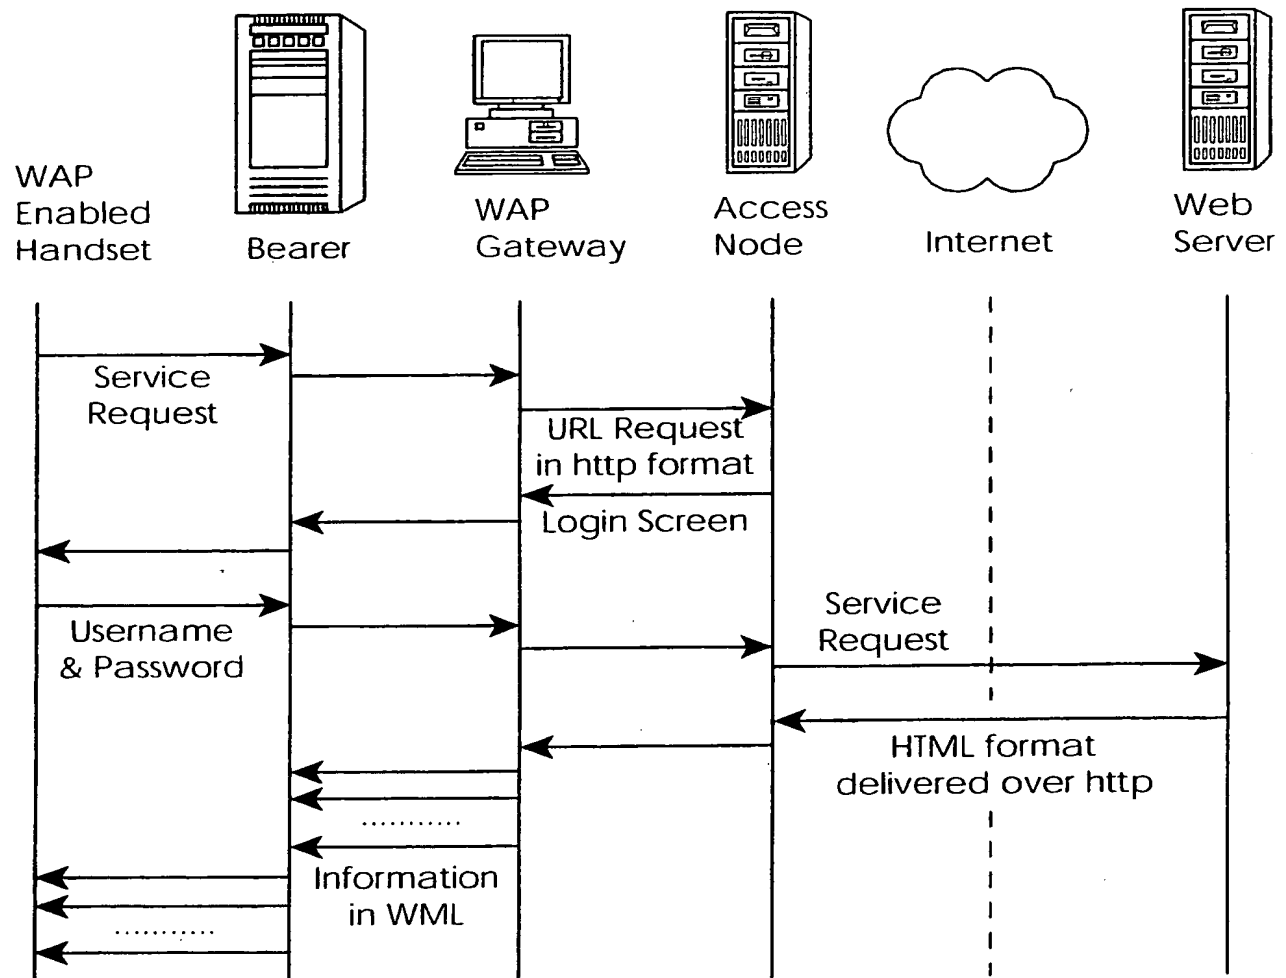 WAP
Enabled
Handset
Bearer
WAP
Gateway
Access
Node
Internet
Web
Server
Service
Request
URL Request
in http format
Login Screen
Username
& Password
Service
Request
HTML format
delivered over http
...........
Information
in WML
...........